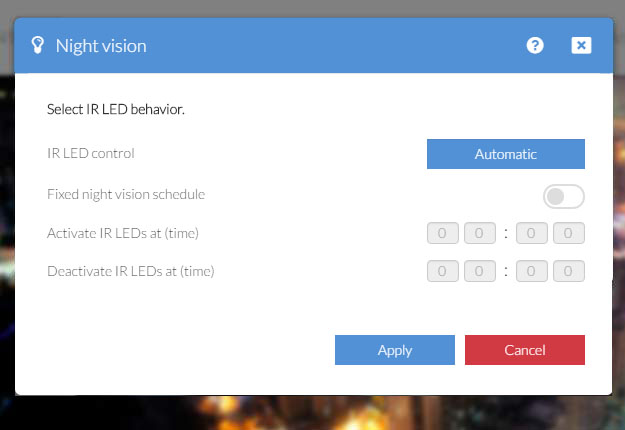 Night vision
Select IR LED behavior.
IR LED control Automatic
Fixed night vision schedule
Activate IR LEDs at (time) 0 0 : 0 0
Deactivate IR LEDs at (time) 0 0 : 0 0
Apply Cancel